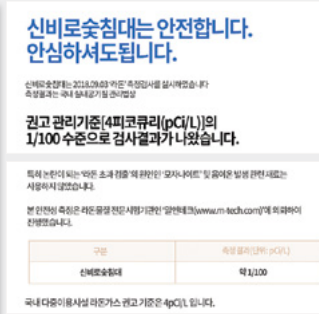 신비로숯침대는 안전합니다.
안심하셔도됩니다.
신비로숯침대는 2018.09.03 '라돈' 측정검사를 실시하였습니다
측정결과는 국내 실내공기질 관리법상
권고 관리기준[4피코큐리(pCi/L)]의
1/100 수준으로 검사결과가 나왔습니다.
특히 논란이 되는 '라돈 초과 검출'의 원인인 '모자나이트' 및 음이온 발생 관련 재료는
사용하지 않았습니다.
본 안전성 측정은 라돈물질 전문시험기관인 (www.m-tech.com)에 의뢰하여
진행했습니다.
구분
측정결과(단위: pCi/L)
신비로숯침대
약 1/100
국내 다중이용시설 라돈가스 권고 기준은 4pCi/L 입니다.